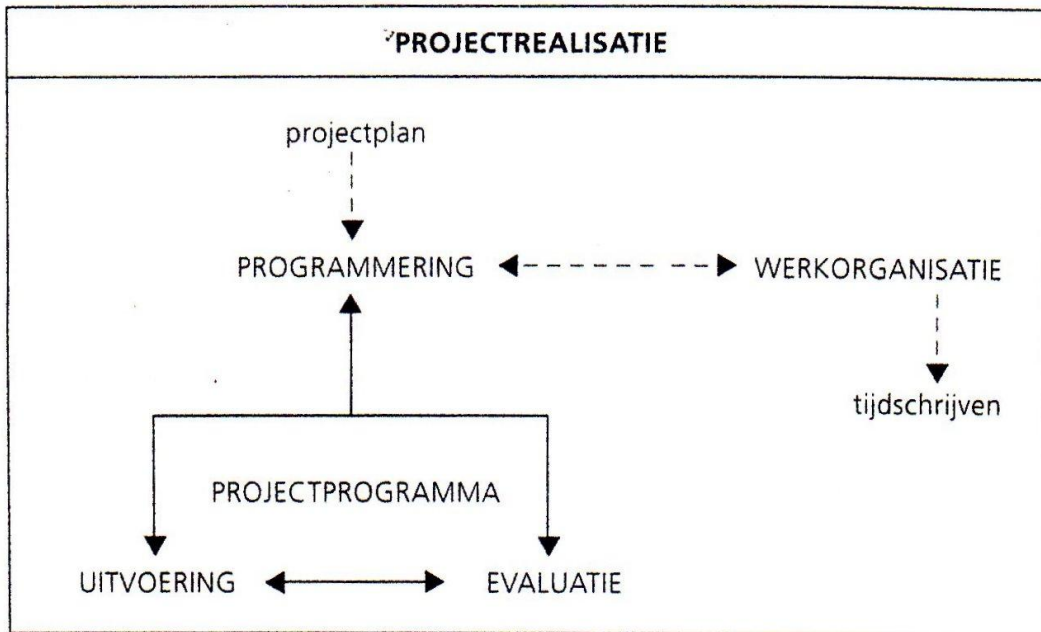 PROJECTREALISATIE
projectplan
PROGRAMMERING
WERKORGANISATIE
tijdschrijven
PROJECTPROGRAMMA
UITVOERING
EVALUATIE